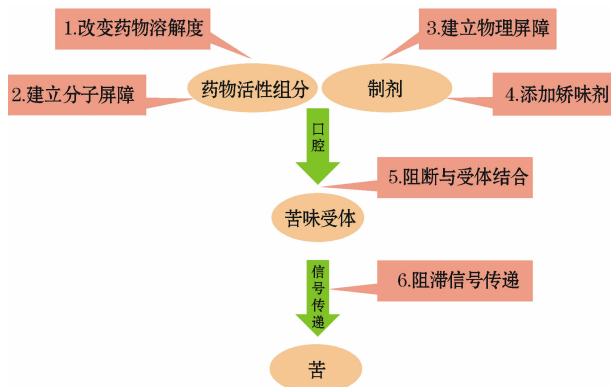 1.改变药物溶解度
3.建立物理屏障
2.建立分子屏障
药物活性组分
制剂
4.添加矫味剂
口腔
5.阻断与受体结合
苦味受体
信号传递
6.阻滞信号传递
苦